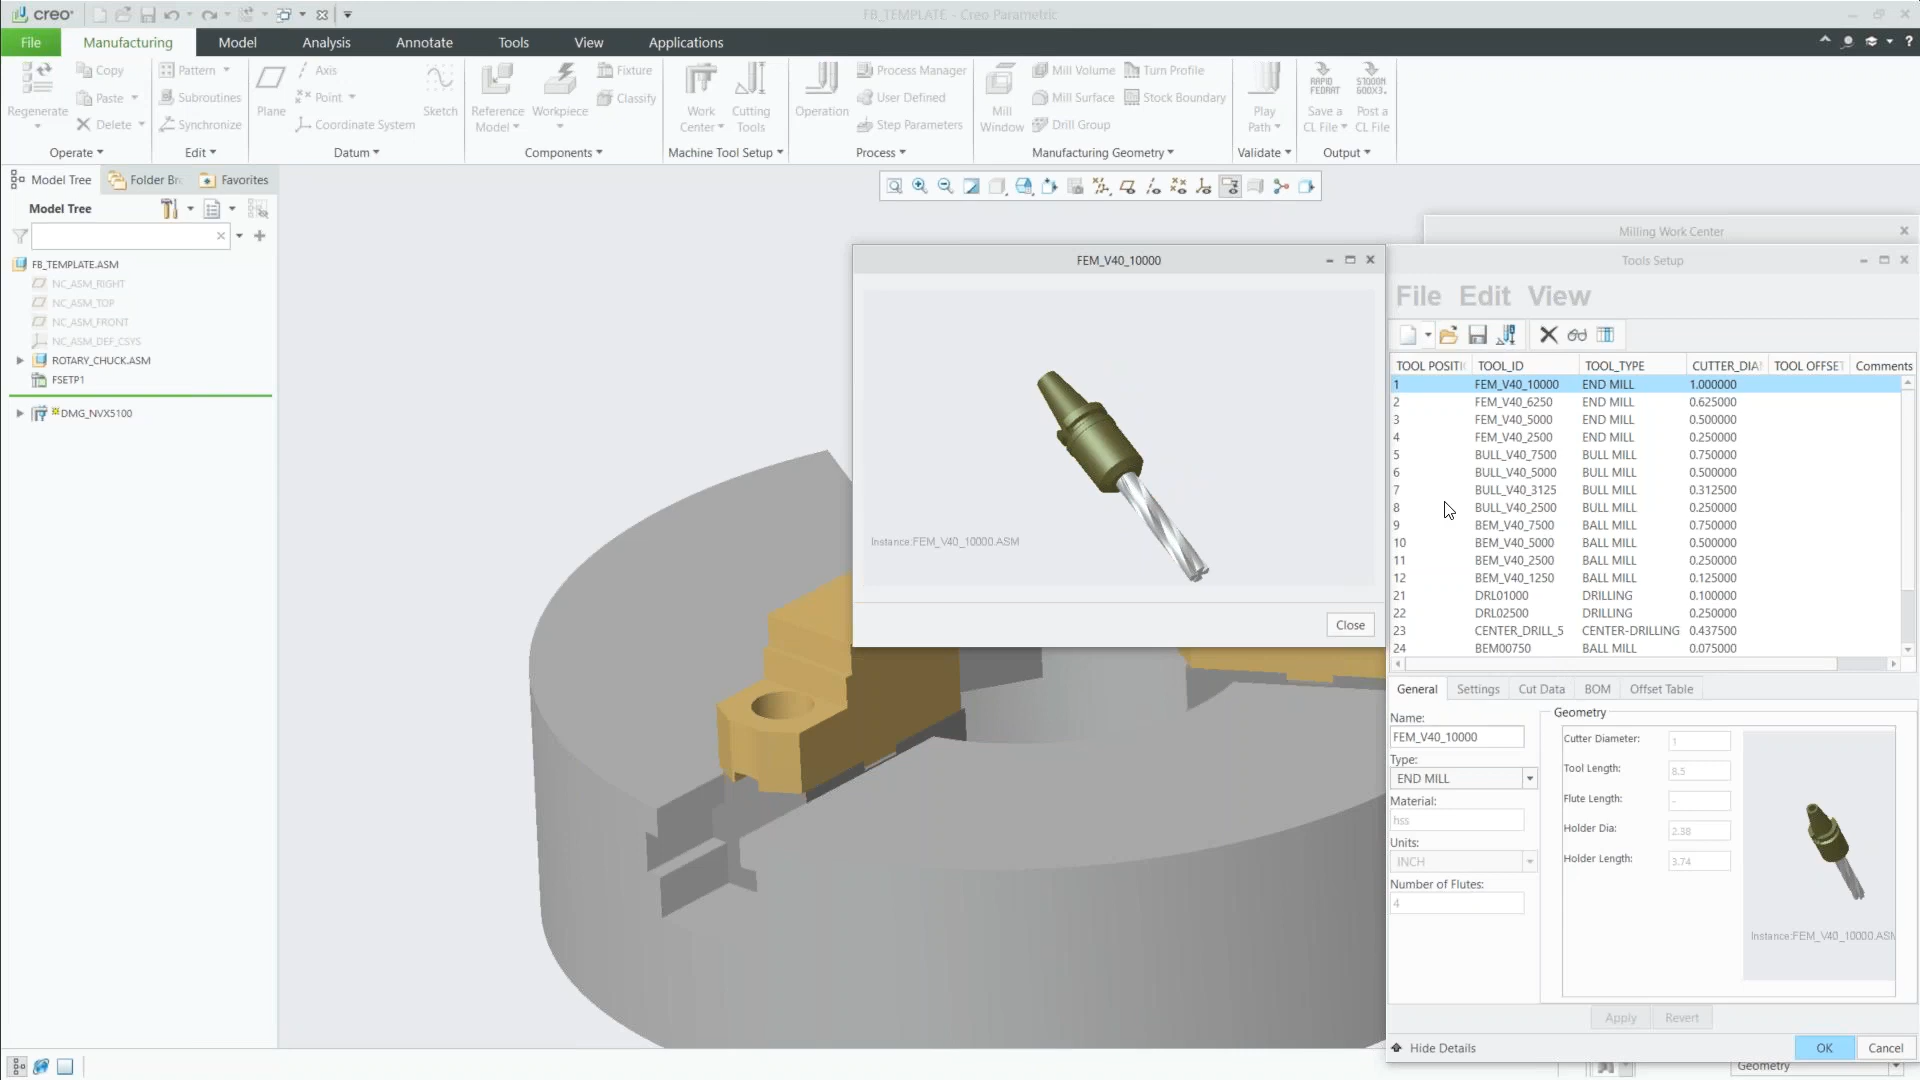 creo
FB_TEMPLATE - Creo Parametric
File Manufacturing Model Analysis Annotate Tools View Applications
Regenerate
Copy
Paste
Delete
Operate
Pattern
Subroutines
Synchronize
Edit
Plane
Axis
Point
Coordinate System
Sketch
Datum
Reference
Model
Workpiece
Fixture
Classify
Components
Work
Center
Cutting
Tools
Machine Tool Setup
Operation
Process Manager
User Defined
Step Parameters
Process
Mill
Window
Mill Volume
Mill Surface
Drill Group
Turn Profile
Stock Boundary
Manufacturing Geometry
Play
Path
Validate
RAPID
FEDRAT
Save a
CL File
Post a
CL File
Output
Model Tree
Favorites
Model Tree
FB_TEMPLATE.ASM
NC_ASM_RIGHT
NC_ASM_TOP
NC_ASM_FRONT
NC_ASM_DEF_CSYS
ROTARY_CHUCK.ASM
FSETP1
DMG_NVX5100
FEM_V40_10000
Instance:FEM_V40_10000.ASM
Close
Milling Work Center
Tools Setup
File Edit View
TOOL_ID TOOL_TYPE Comments
1 FEM_V40_10000 END MILL 1.000000
2 FEM_V40_6250 END MILL 0.625000
3 FEM_V40_5000 END MILL 0.500000
4 FEM_V40_2500 END MILL 0.250000
5 BULL_V40_7500 BULL MILL 0.750000
6 BULL_V40_5000 BULL MILL 0.500000
7 BULL_V40_3125 BULL MILL 0.312500
8 BULL_V40_2500 BULL MILL 0.250000
9 BEM_V40_7500 BALL MILL 0.750000
10 BEM_V40_5000 BALL MILL 0.500000
11 BEM_V40_2500 BALL MILL 0.250000
12 BEM_V40_1250 BALL MILL 0.125000
21 DRL01000 DRILLING 0.100000
22 DRL02500 DRILLING 0.250000
23 CENTER_DRILL_5 CENTER-DRILLING 0.437500
24 BEM00750 BALL MILL 0.075000
General Settings Cut Data BOM Offset Table
Name:
FEM_V40_10000
Type:
END MILL
Material:
hss
Units:
INCH
Number of Flutes:
4
Geometry
Cutter Diameter: 1
Tool Length: 8.5
Flute Length: -
Holder Dia: 2.38
Holder Length: 3.74
Instance:FEM_V40_10000.ASM
Apply Revert
Hide Details
OK Cancel
Geometry